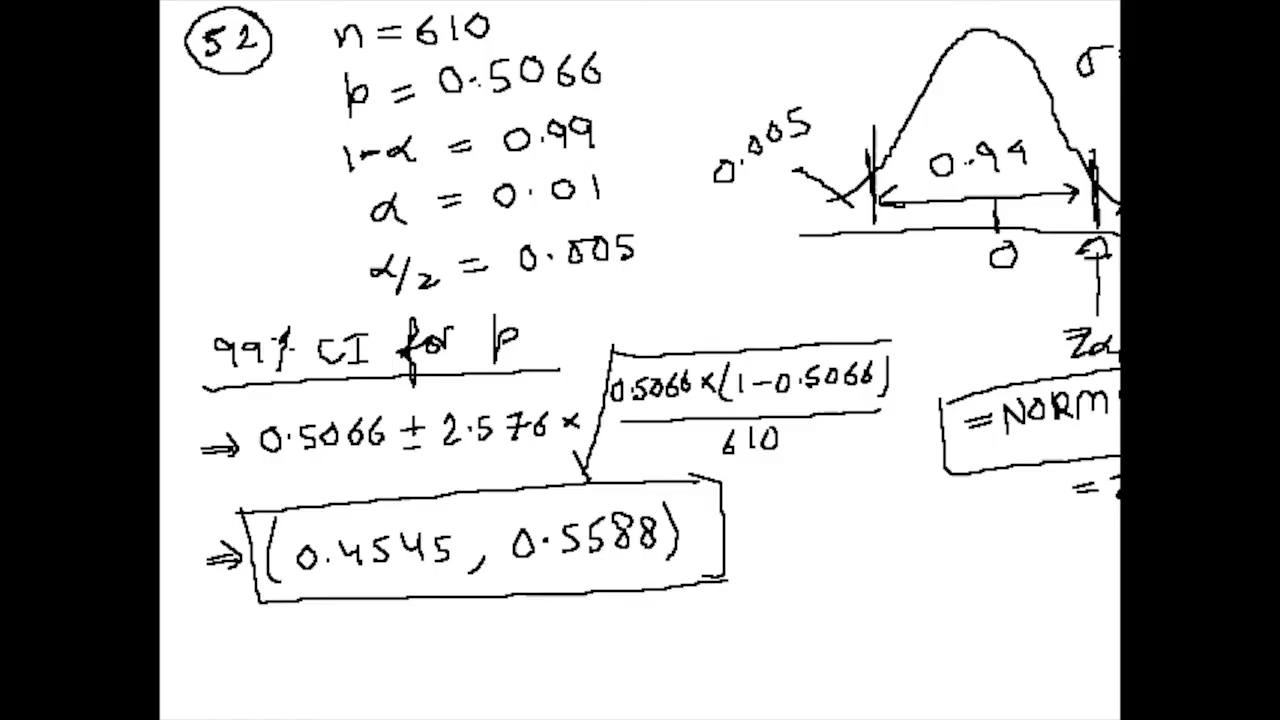 52
n = 610
p = 0.5066
1-α = 0.99
α = 0.01
α/2 = 0.005
0.005
0.99
0
σ
Zα
99% CI for p
⇒ 0.5066 ± 2.576 × √
0.5066×(1-0.5066)
610
⇒ (0.4545, 0.5588)
= NORM
=